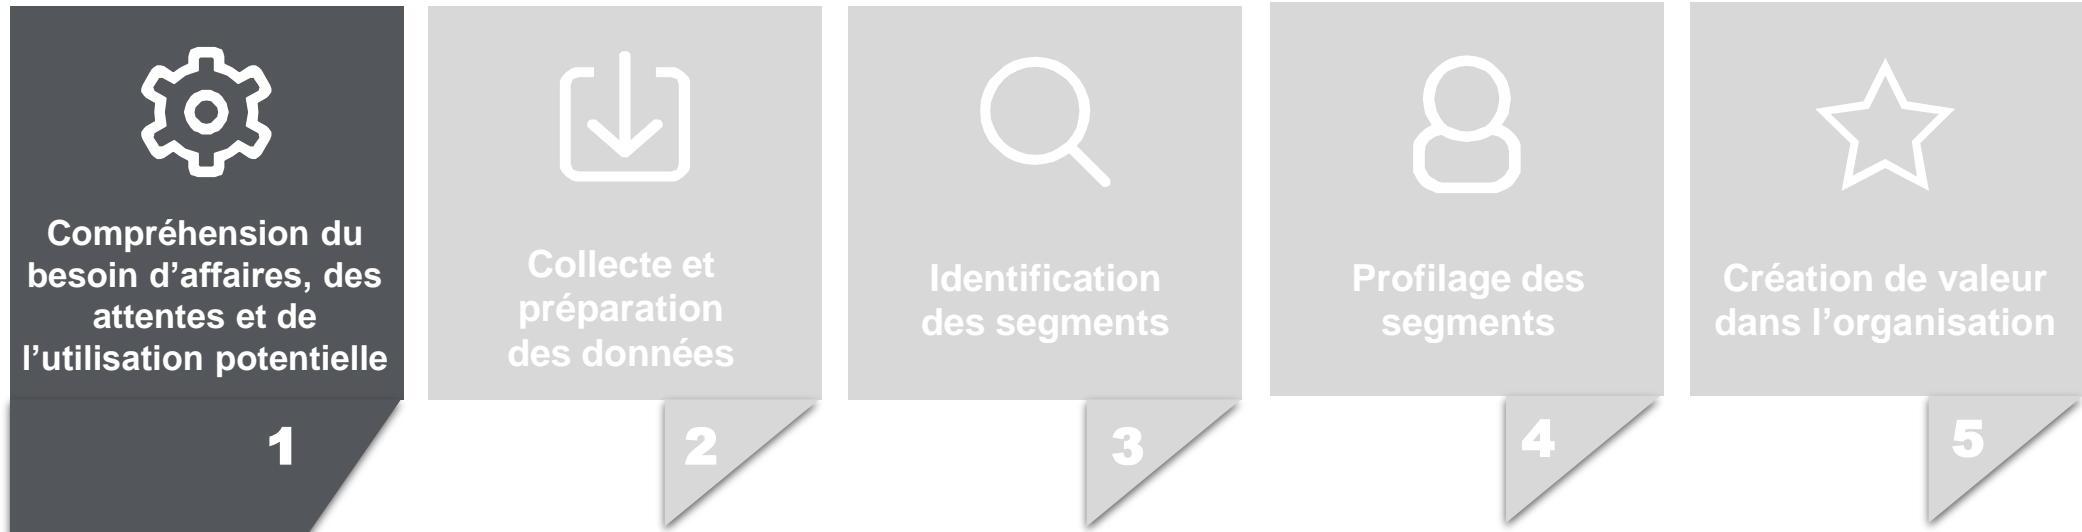 Compréhension du
besoin d’affaires, des
attentes et de
l’utilisation potentielle
1
Collecte et
préparation
des données
2
Identification
des segments
3
Profilage des
segments
4
Création de valeur
dans l’organisation
5